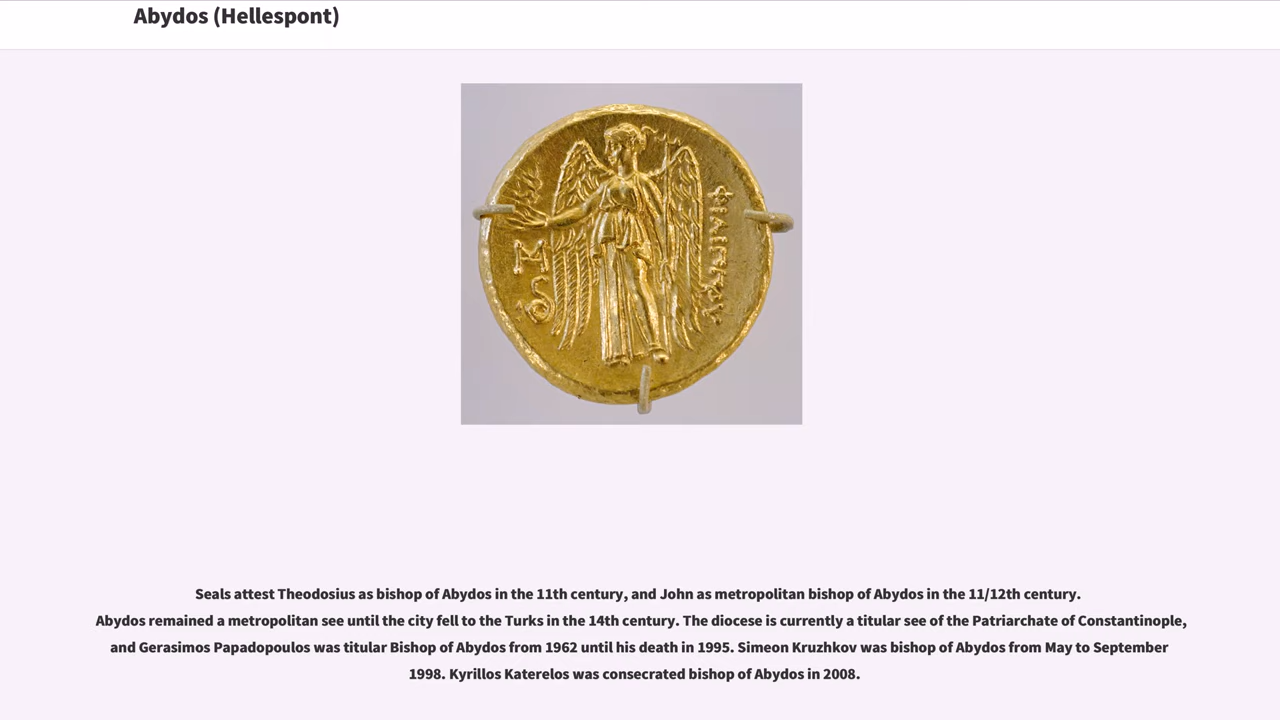 Abydos (Hellespont)
ΦΙΛΙΠΠΟΥ
Seals attest Theodosius as bishop of Abydos in the 11th century, and John as metropolitan bishop of Abydos in the 11/12th century.
Abydos remained a metropolitan see until the city fell to the Turks in the 14th century. The diocese is currently a titular see of the Patriarchate of Constantinople,
and Gerasimos Papadopoulos was titular Bishop of Abydos from 1962 until his death in 1995. Simeon Kruzhkov was bishop of Abydos from May to September
1998. Kyrillos Katerelos was consecrated bishop of Abydos in 2008.